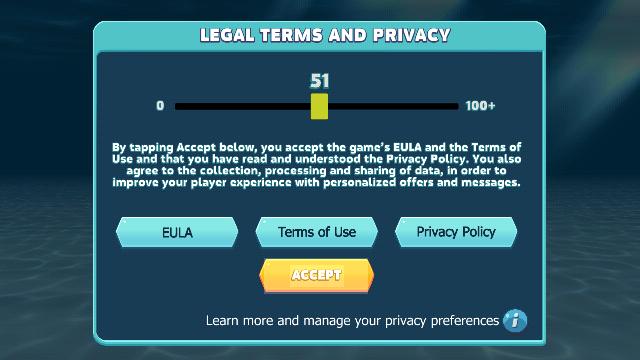 LEGAL TERMS AND PRIVACY
51
0 100+
By tapping Accept below, you accept the game's EULA and the Terms of
Use and that you have read and understood the Privacy Policy. You also
agree to the collection, processing and sharing of data, in order to
improve your player experience with personalized offers and messages.
EULA Terms of Use Privacy Policy
ACCEPT
Learn more and manage your privacy preferences i